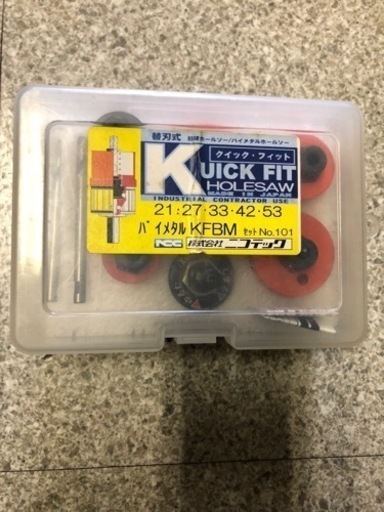 替刃式 超硬ホールソー/バイメタルホールソー
クイック・フィット
KUICK FIT
HOLESAW
MADE IN JAPAN
INDUSTRIAL CONTRACTOR USE
21・27・33・42・53
バイメタル KFBM セット No.101
NCC 株式会社 ニコテック